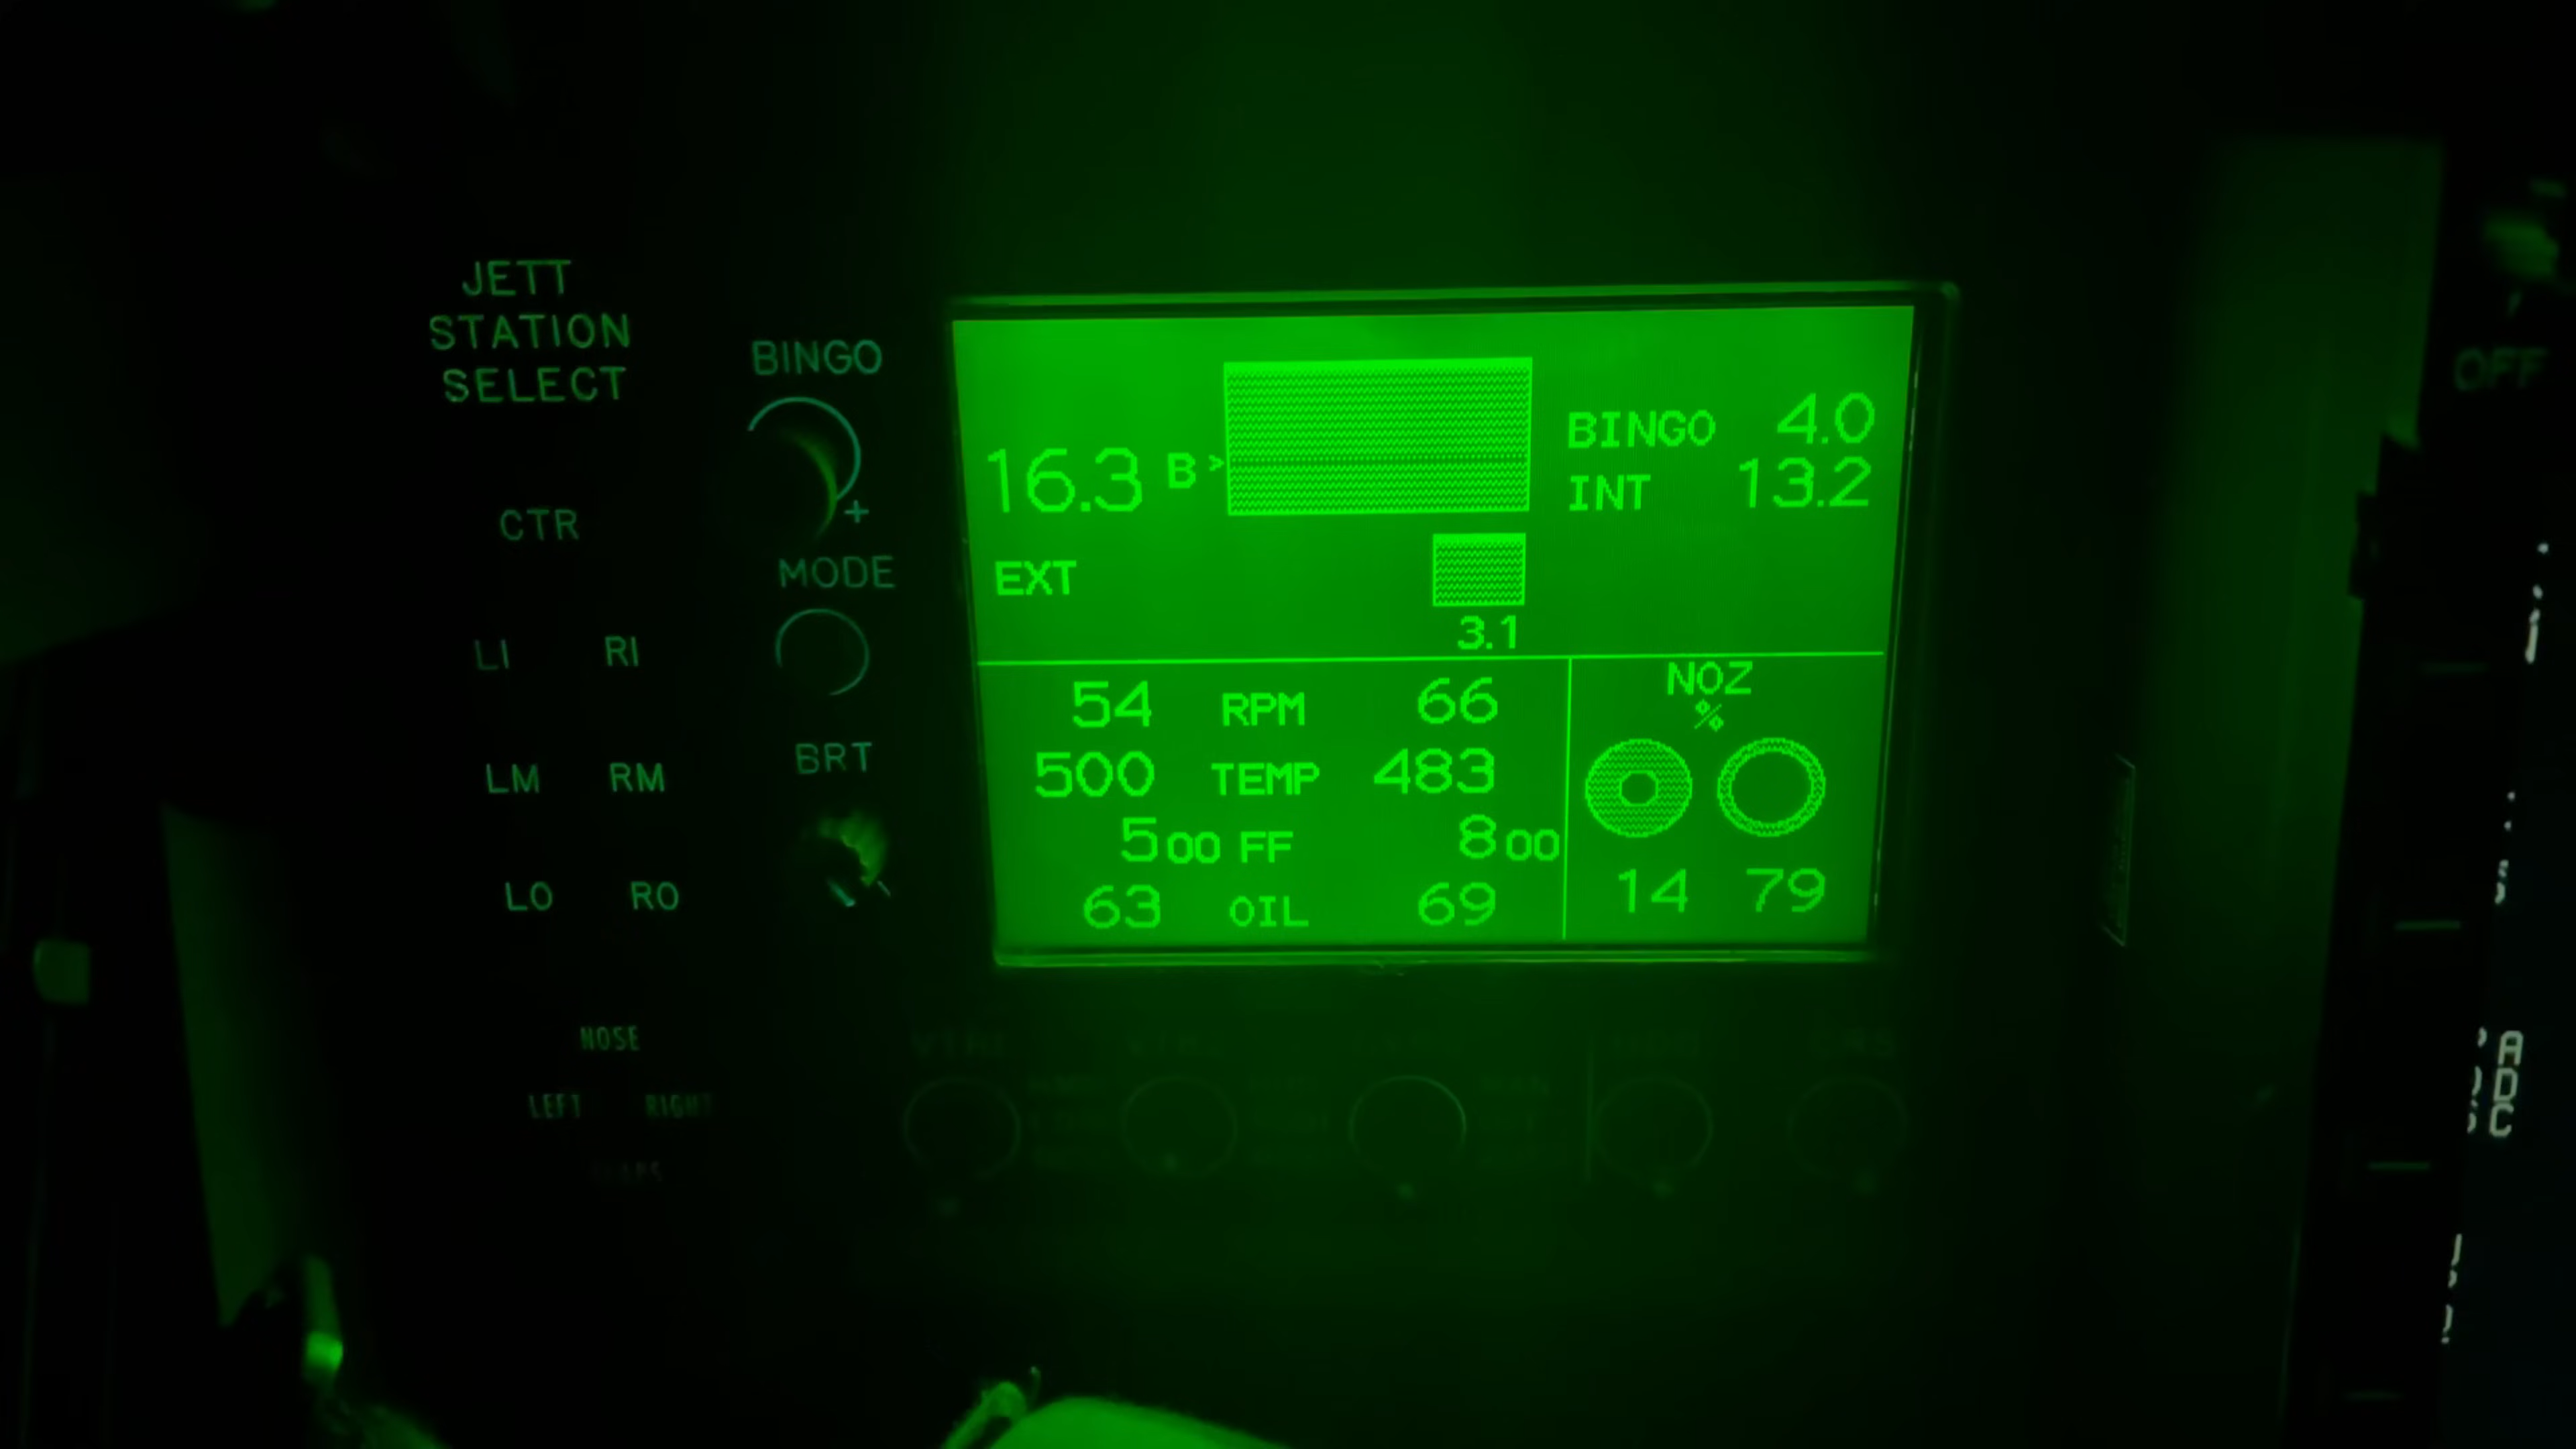 JETT
STATION
SELECT
CTR
LI RI
LM RM
LO RO
NOSE
LEFT RIGHT
BINGO
+
MODE
BRT
16.3 B>
BINGO 4.0
INT 13.2
EXT
3.1
54 RPM 66
500 TEMP 483
500 FF 800
63 OIL 69
NOZ
%
14 79
OFF
A
D
C